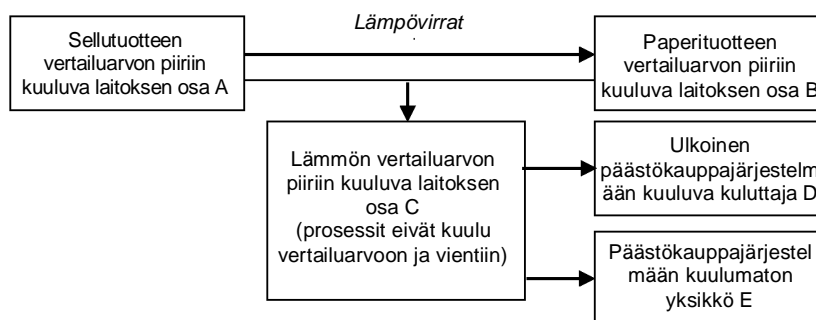 Lämpövirrat
Sellutuotteen
vertailuarvon piiriin
kuuluva laitoksen osa A
Paperituotteen
vertailuarvon piiriin
kuuluva laitoksen osa B
Lämmön vertailuarvon
piiriin kuuluva laitoksen
osa C
(prosessit eivät kuulu
vertailuarvoon ja vientiin)
Ulkoinen
päästökauppajärjestelm
ään kuuluva kuluttaja D
Päästökauppajärjestel
mään kuulumaton
yksikkö E